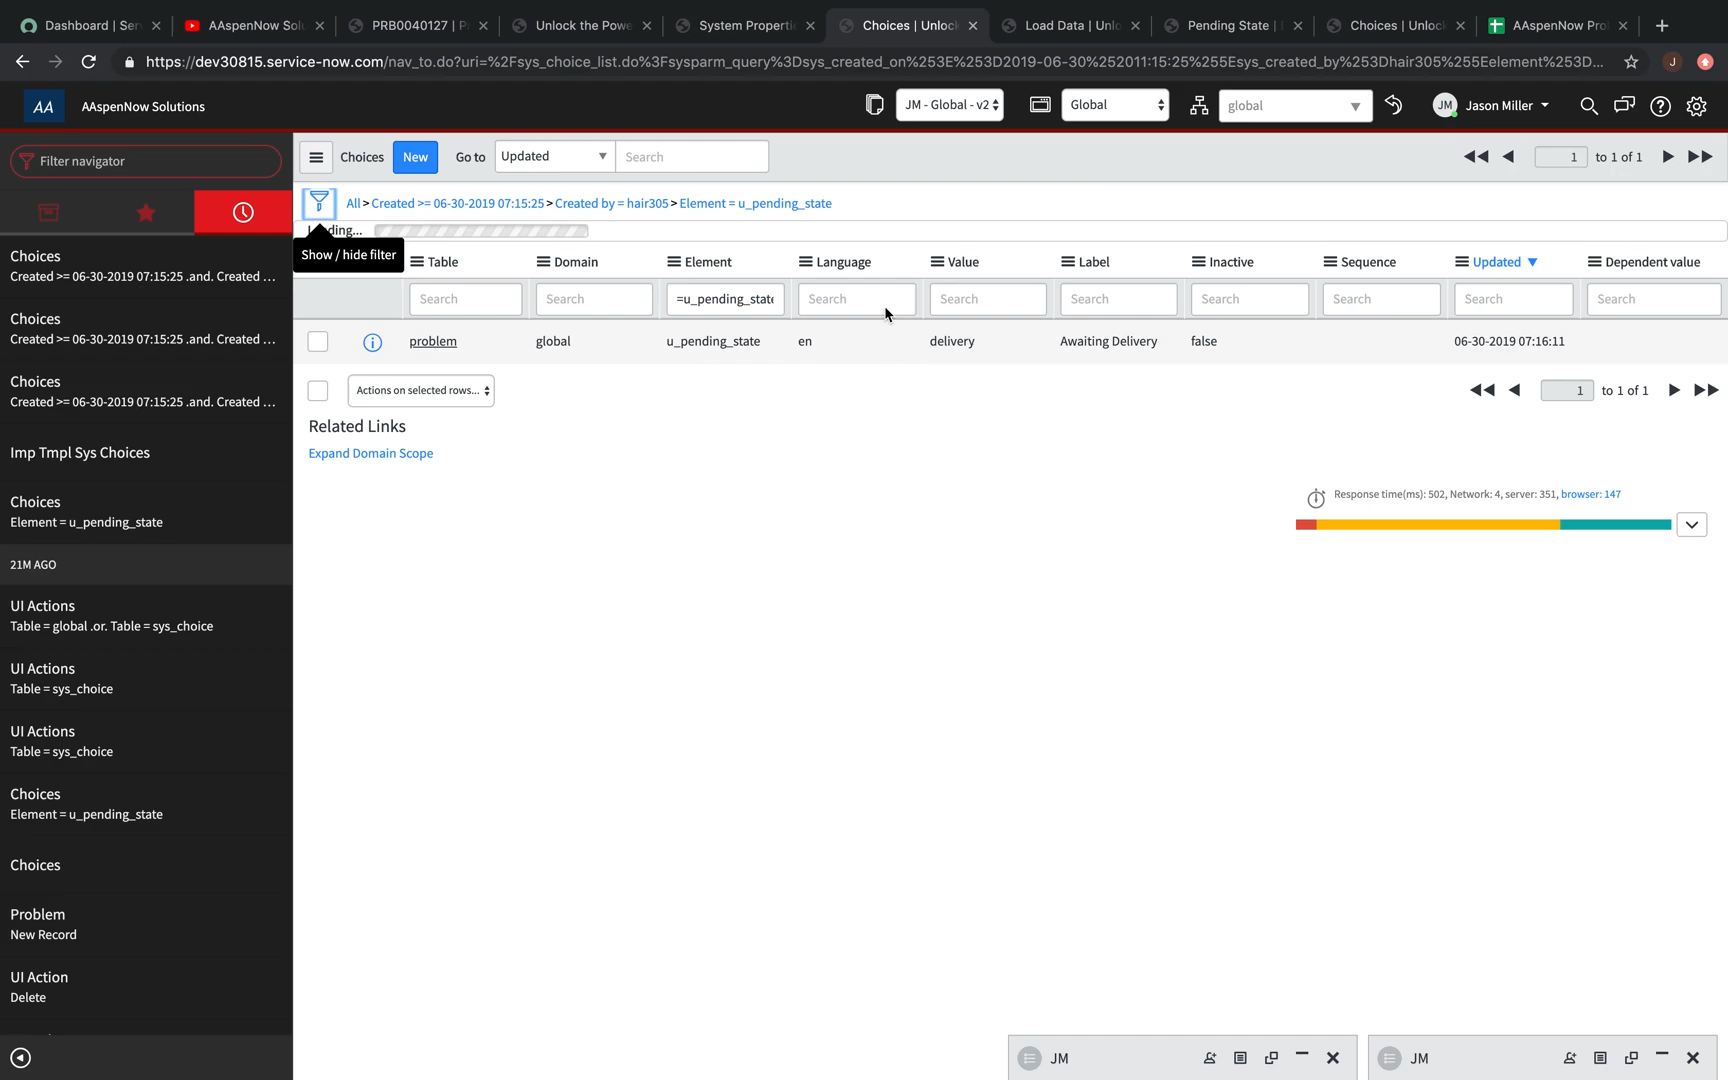 Dashboard | Ser
AAspenNow Sol
PRB0040127 | P
Unlock the Powe
System Properti
Choices | Unlock
Load Data | Unlo
Pending State |
Choices | Unlock
AAspenNow Pro
https://dev30815.service-now.com/nav_to.do?uri=%2Fsys_choice_list.do%3Fsysparm_query%3Dsys_created_on%253E%253D2019-06-30%252011:15:25%255Esys_created_by%253Dhair305%255Eelement%253D...
J
AA
AAspenNow Solutions
JM - Global - v2
Global
global
JM
Jason Miller
Filter navigator
Choices
Created >= 06-30-2019 07:15:25 .and. Created ...
Choices
Created >= 06-30-2019 07:15:25 .and. Created ...
Choices
Created >= 06-30-2019 07:15:25 .and. Created ...
Imp Tmpl Sys Choices
Choices
Element = u_pending_state
21M AGO
UI Actions
Table = global .or. Table = sys_choice
UI Actions
Table = sys_choice
UI Actions
Table = sys_choice
Choices
Element = u_pending_state
Choices
Problem
New Record
UI Action
Delete
Choices
New
Go to
Updated
Search
1 to 1 of 1
All > Created >= 06-30-2019 07:15:25 > Created by = hair305 > Element = u_pending_state
Show / hide filter
Table Domain Element Language Value Label Inactive Sequence Updated Dependent value
Search Search =u_pending_state Search Search Search Search Search Search Search
problem global u_pending_state en delivery Awaiting Delivery false 06-30-2019 07:16:11
Actions on selected rows...
1 to 1 of 1
Related Links
Expand Domain Scope
Response time(ms): 502, Network: 4, server: 351, browser: 147
JM
JM